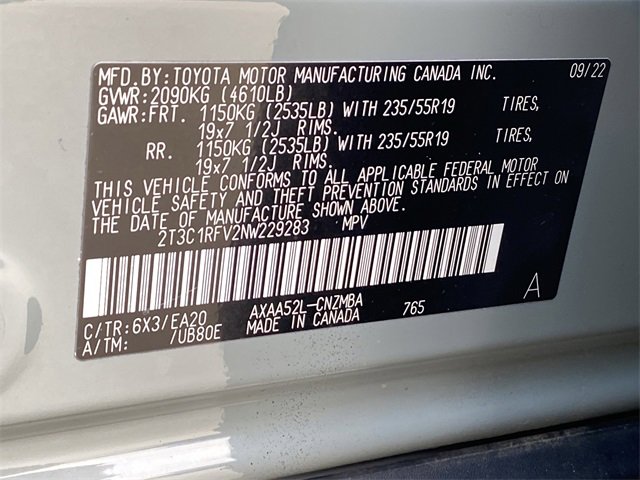 MFD. BY: TOYOTA MOTOR MANUFACTURING CANADA INC. 09/22
GVWR: 2090KG (4610LB)
GAWR: FRT. 1150KG (2535LB) WITH 235/55R19 TIRES,
19x7 1/2J RIMS.
RR. 1150KG (2535LB) WITH 235/55R19 TIRES,
19x7 1/2J RIMS.
THIS VEHICLE CONFORMS TO ALL APPLICABLE FEDERAL MOTOR
VEHICLE SAFETY AND THEFT PREVENTION STANDARDS IN EFFECT ON
THE DATE OF MANUFACTURE SHOWN ABOVE.
2T3C1RFV2NW229283 MPV
C/TR: 6X3/EA20 AXAA52L-CNZMBA 765 A
A/TM: /UB80E MADE IN CANADA